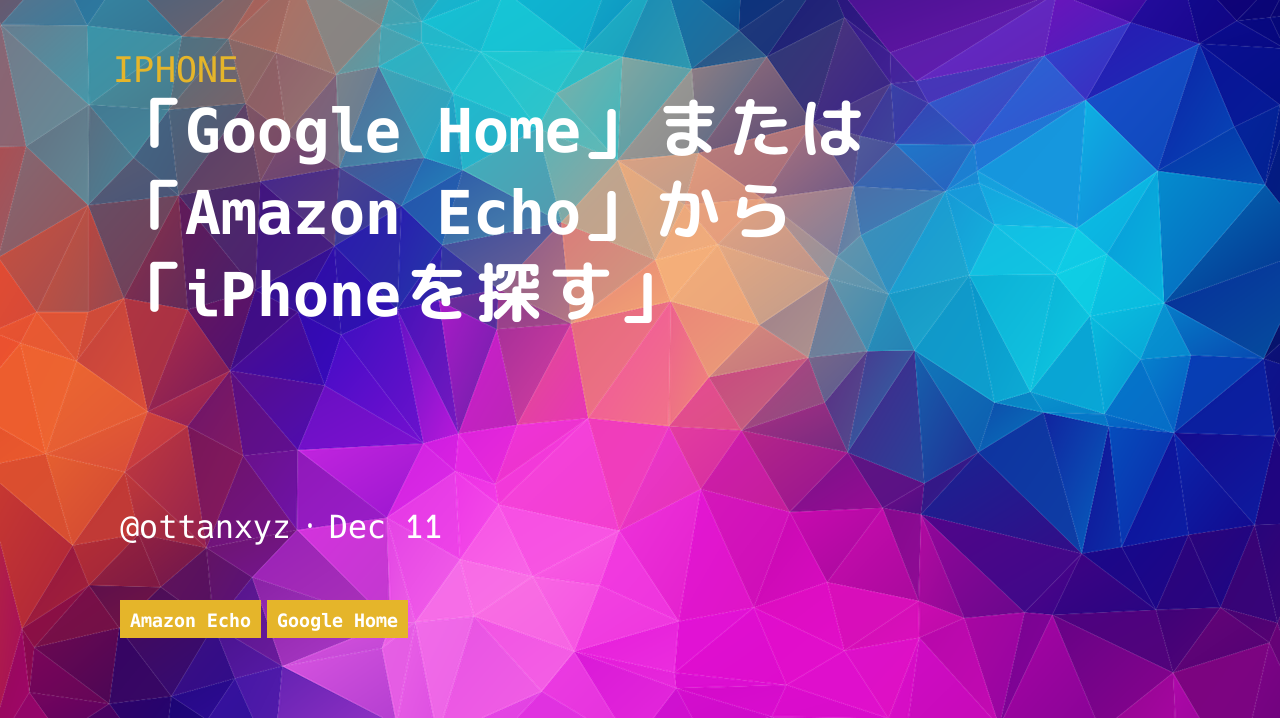 IPHONE
「Google Home」または
「Amazon Echo」から
「iPhoneを探す」
@ottanxyz・Dec 11
Amazon Echo Google Home